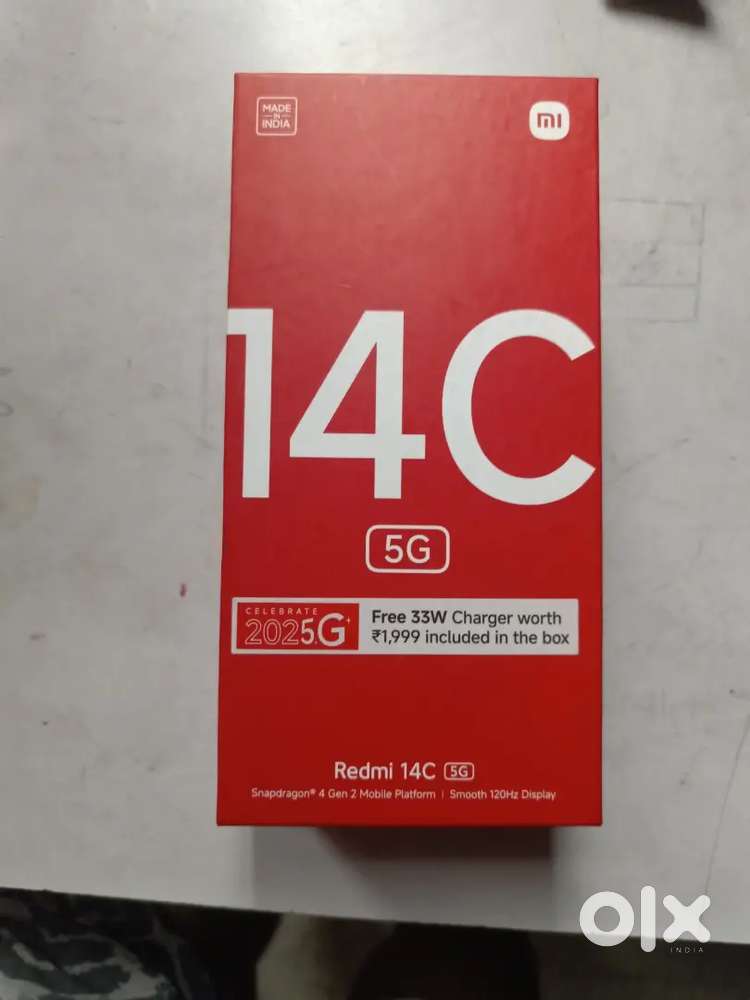 MADE
IN
INDIA
mi
14C
5G
CELEBRATE
2025G+
Free 33W Charger worth
₹1,999 included in the box
Redmi 14C 5G
Snapdragon® 4 Gen 2 Mobile Platform | Smooth 120Hz Display
olx
INDIA